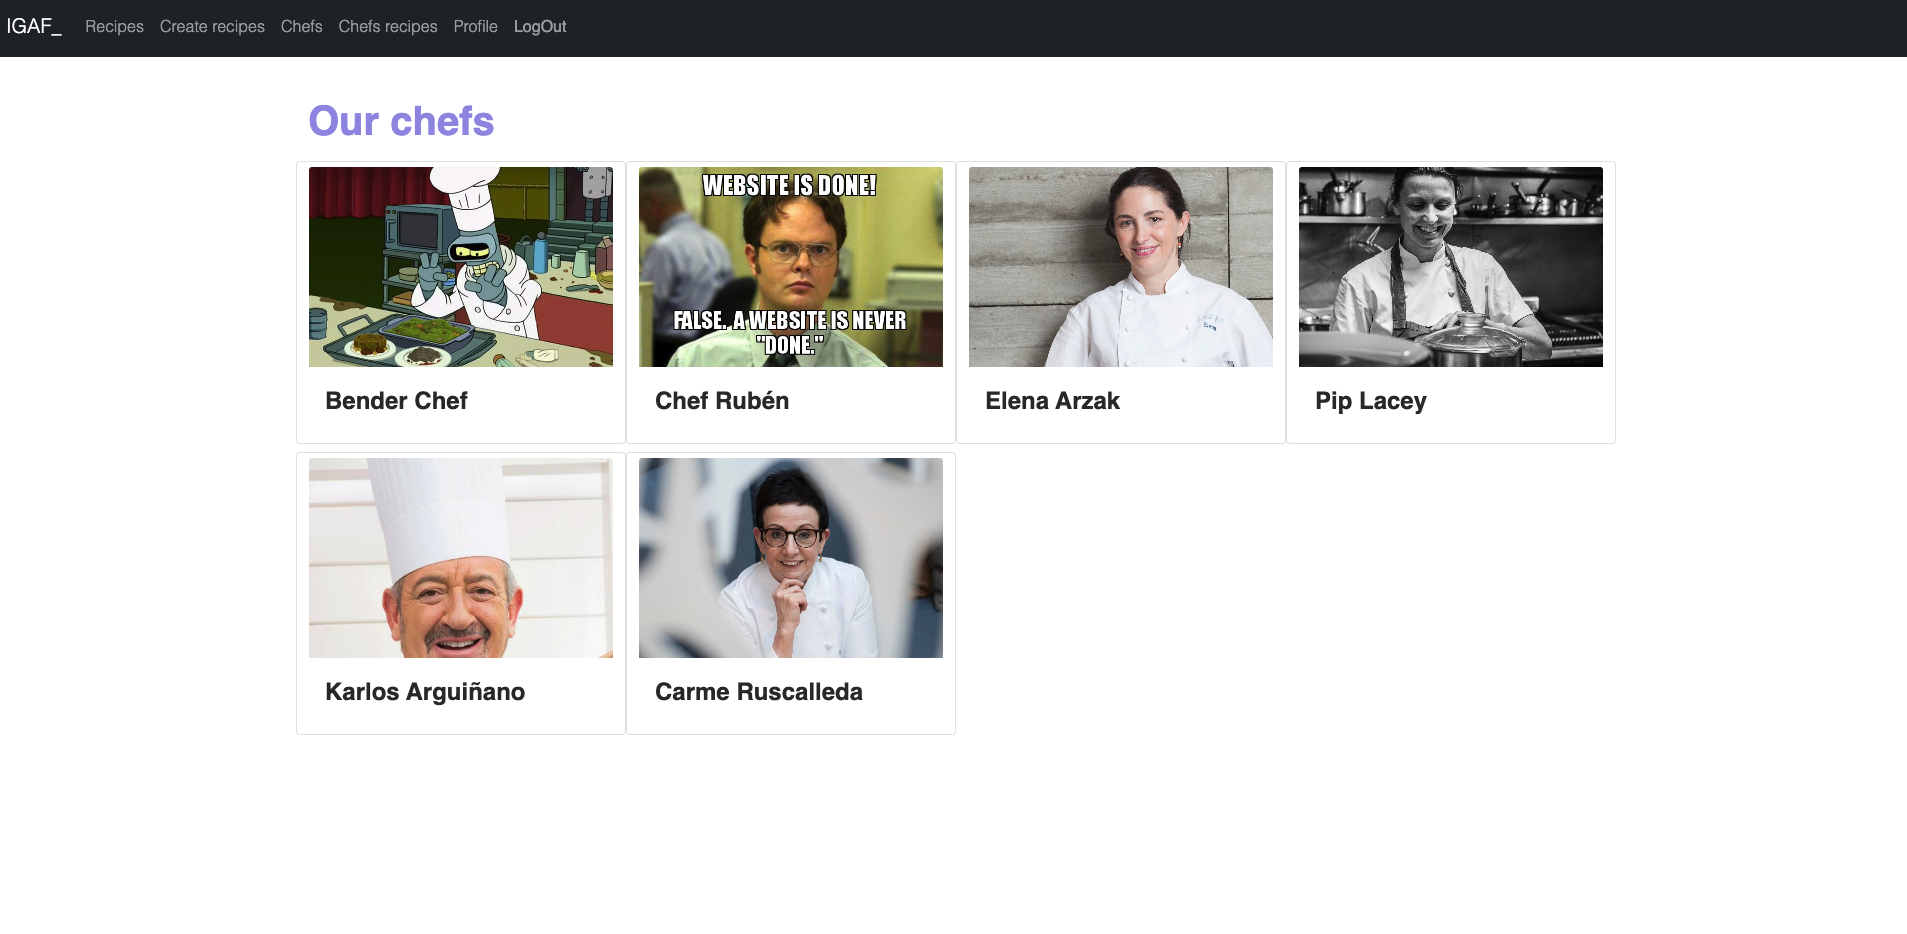 IGAF_ Recipes Create recipes Chefs Chefs recipes Profile LogOut
Our chefs
WEBSITE IS DONE!
FALSE. A WEBSITE IS NEVER
"DONE."
Elena
Bender Chef
Chef Rubén
Elena Arzak
Pip Lacey
Karlos Arguiñano
Carme Ruscalleda